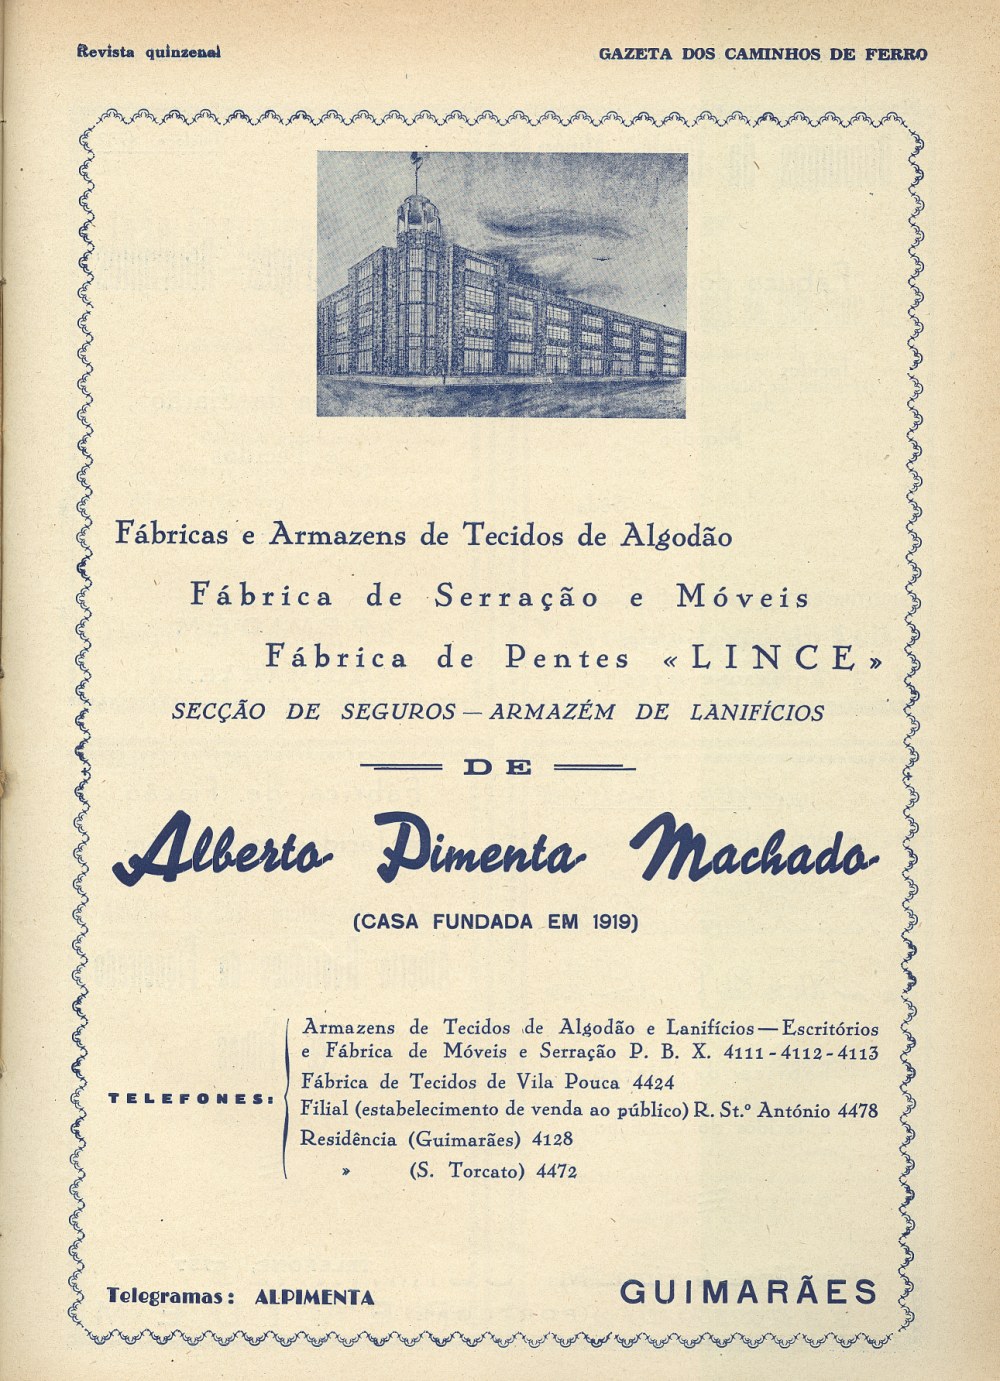 Revista quinzenal
GAZETA DOS CAMINHOS DE FERRO
Fábricas e Armazens de Tecidos de Algodão
Fábrica de Serração e Móveis
Fábrica de Pentes «LINCE»
SECÇÃO DE SEGUROS — ARMAZÉM DE LANIFÍCIOS
DE
Alberto Pimenta Machado
(CASA FUNDADA EM 1919)
TELEFONES:
Armazens de Tecidos de Algodão e Lanifícios — Escritórios
e Fábrica de Móveis e Serração P. B. X. 4111 - 4112 - 4113
Fábrica de Tecidos de Vila Pouca 4424
Filial (estabelecimento de venda ao público) R. St.º António 4478
Residência (Guimarães) 4128
» (S. Torcato) 4472
Telegramas: ALPIMENTA
GUIMARÃES